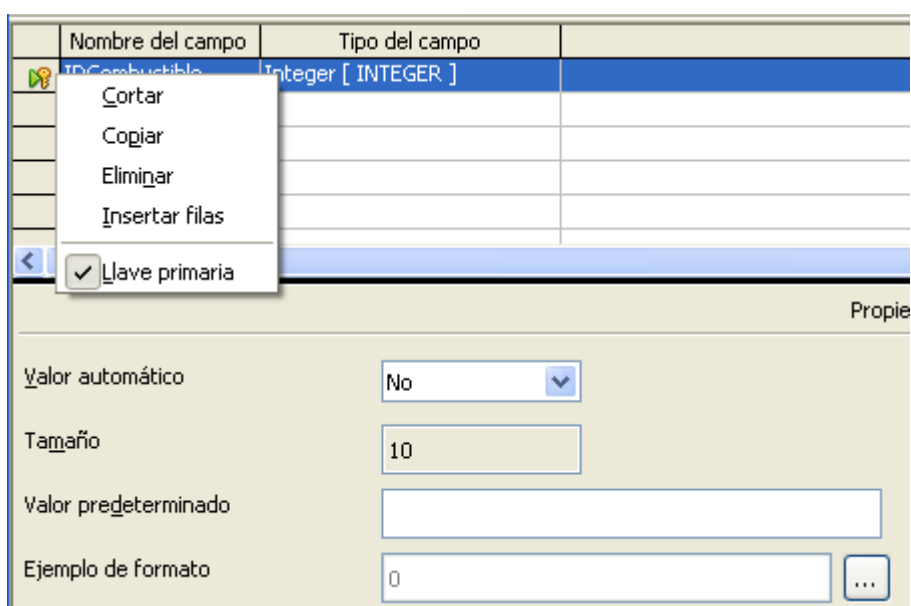 Nombre del campo Tipo del campo
IDCombustible Integer [ INTEGER ]
Cortar
Copiar
Eliminar
Insertar filas
Llave primaria
Propie
Valor automático No
Tamaño 10
Valor predeterminado
Ejemplo de formato 0 ...